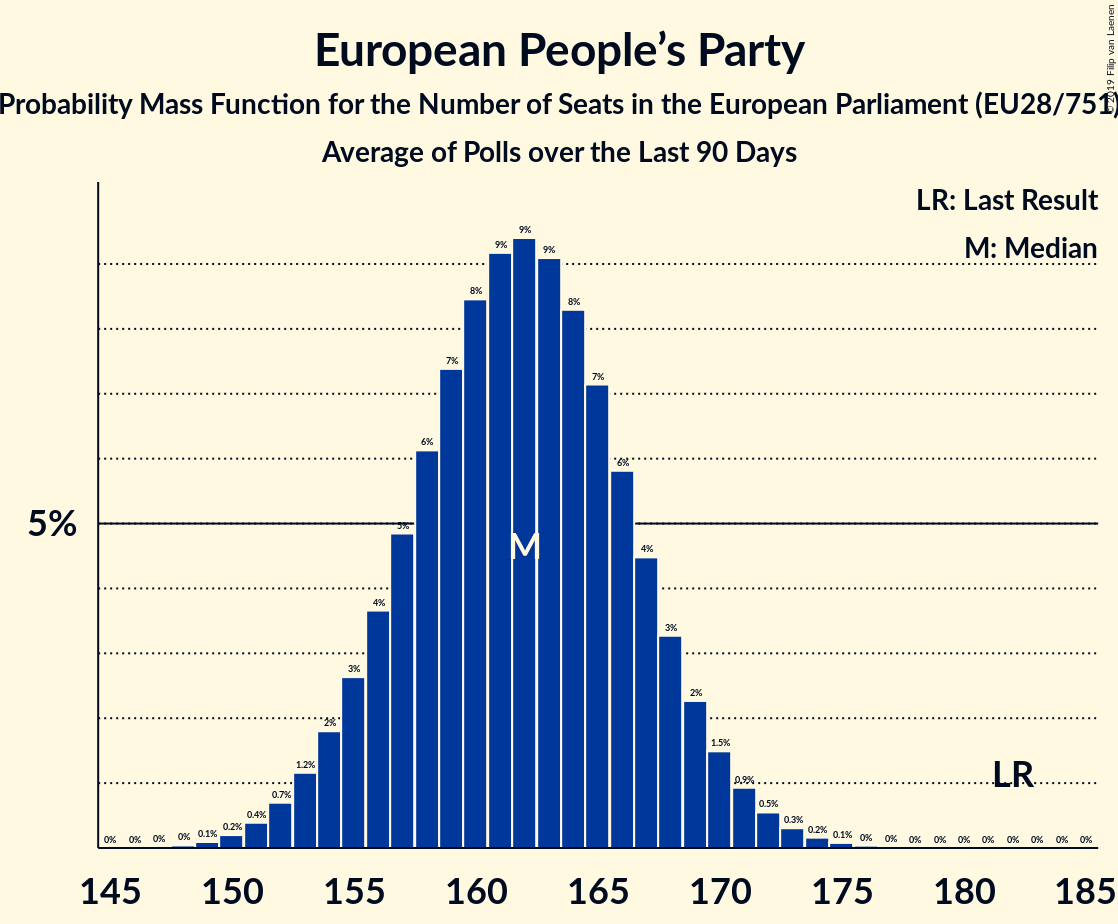 European People’s Party
Probability Mass Function for the Number of Seats in the European Parliament (EU28/751)
Average of Polls over the Last 90 Days
© 2019 Filip van Laenen
LR: Last Result
M: Median
5%
0% 0% 0% 0% 0.1% 0.2% 0.4% 0.7% 1.2% 2% 3% 4% 5% 6% 7% 8% 9% 9% 9% 8% 7% 6% 4% 3% 2% 1.5% 0.9% 0.5% 0.3% 0.2% 0.1% 0% 0% 0% 0% 0% 0% 0% 0% 0% 0%
M
LR
145 150 155 160 165 170 175 180 185